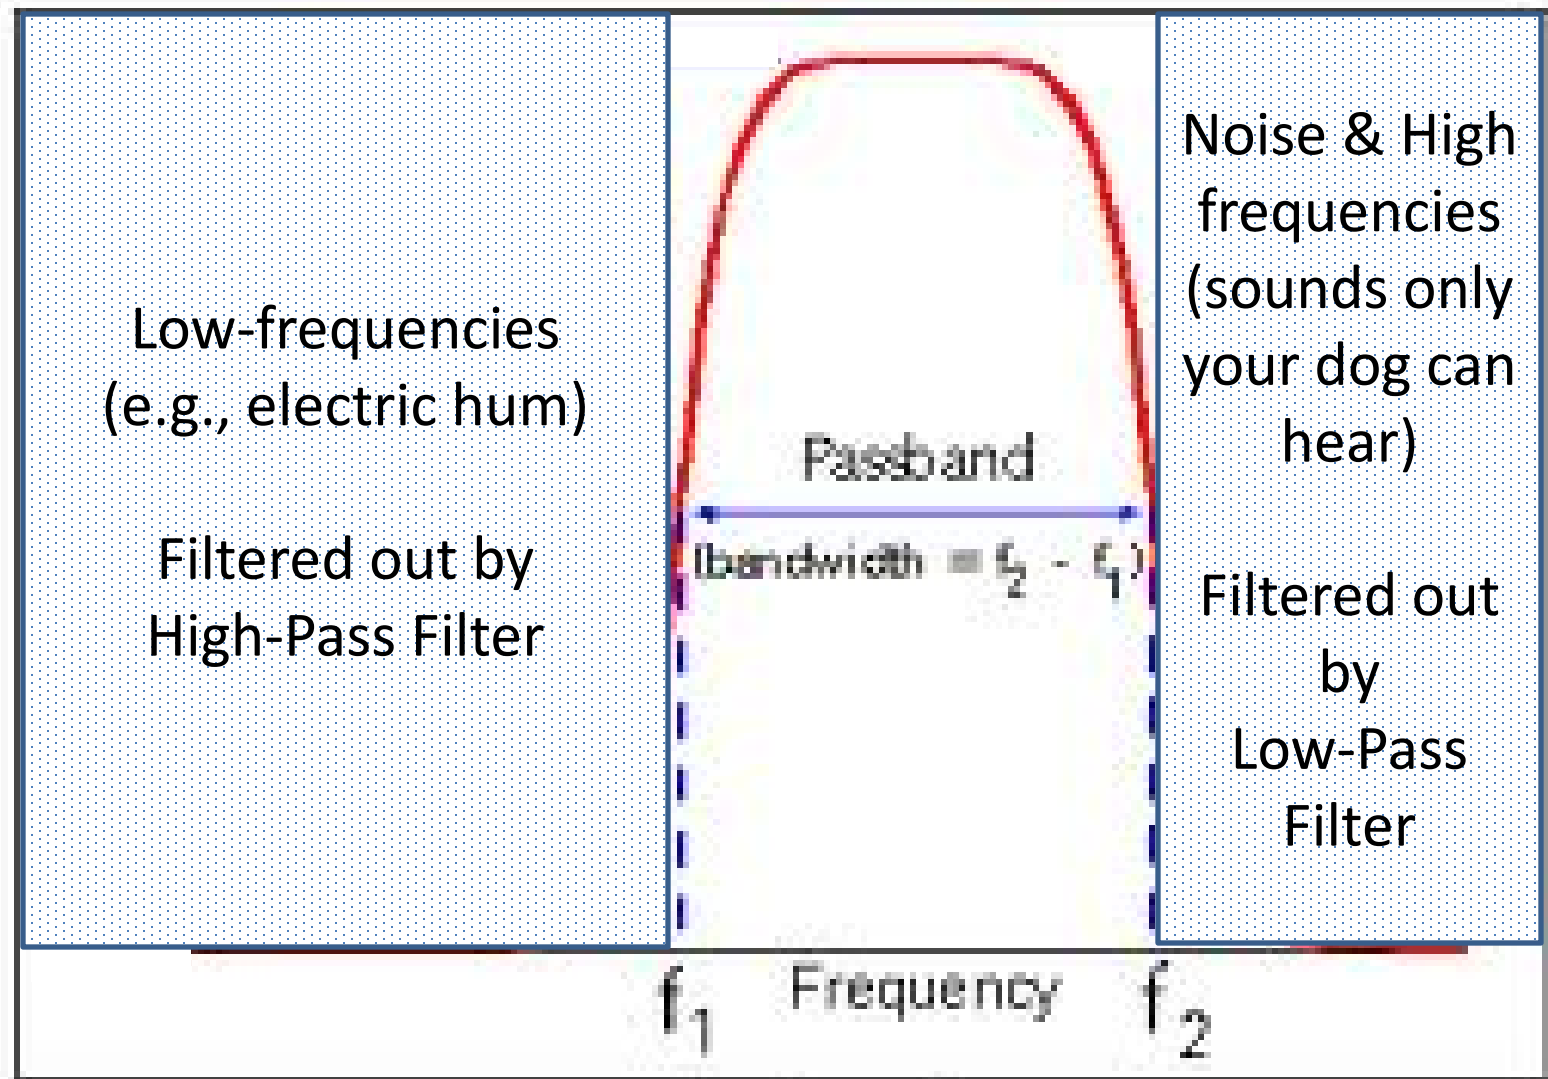 Low-frequencies
(e.g., electric hum)
Filtered out by
High-Pass Filter
Passband
(bandwidth = f2 - f1)
Noise & High
frequencies
(sounds only
your dog can
hear)
Filtered out
by
Low-Pass
Filter
f1
Frequency
f2